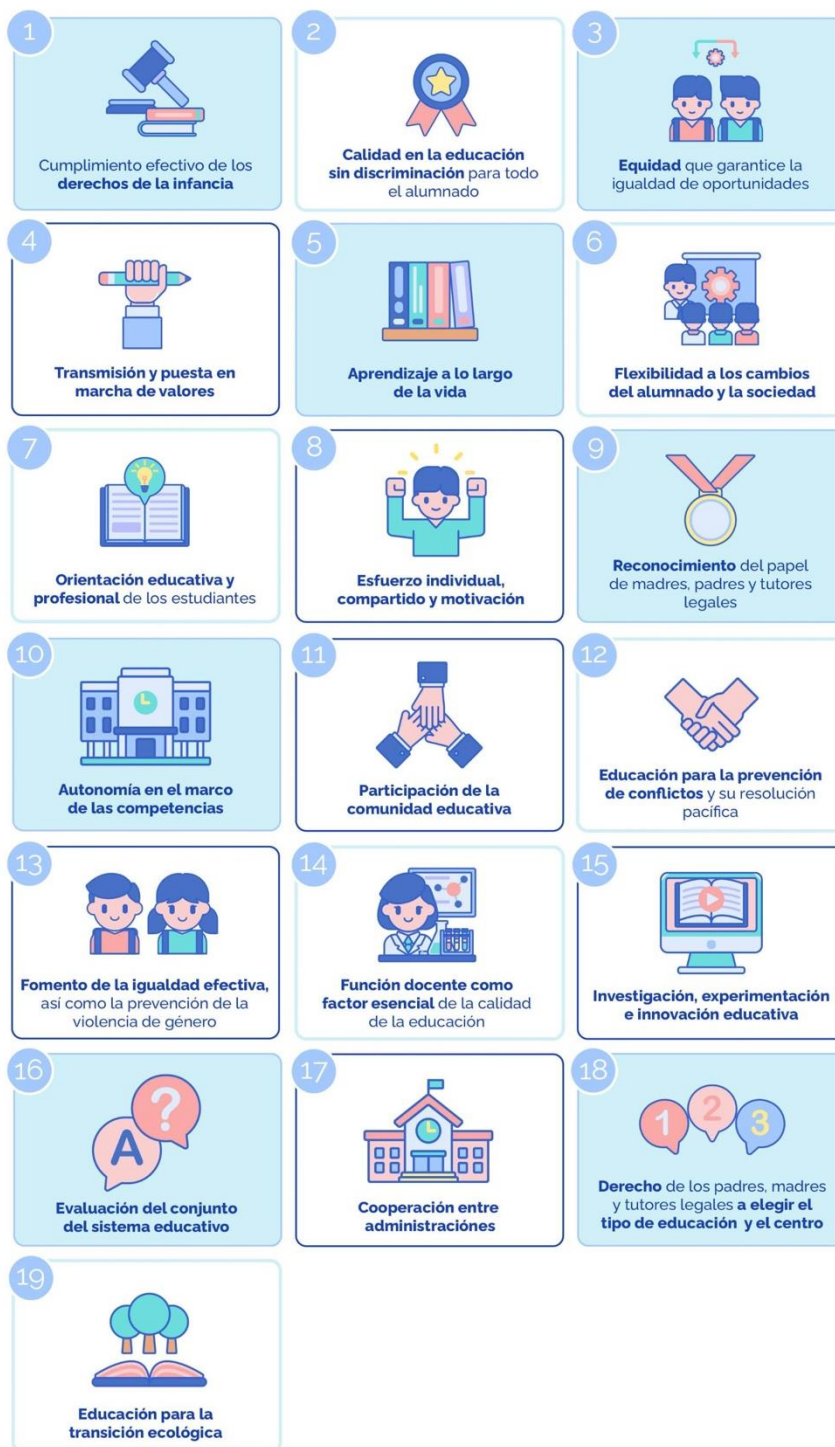 1
Cumplimiento efectivo de los
derechos de la infancia
2
Calidad en la educación
sin discriminación para todo
el alumnado
3
Equidad que garantice la
igualdad de oportunidades
4
Transmisión y puesta en
marcha de valores
5
Aprendizaje a lo largo
de la vida
6
Flexibilidad a los cambios
del alumnado y la sociedad
7
Orientación educativa y
profesional de los estudiantes
8
Esfuerzo individual,
compartido y motivación
9
Reconocimiento del papel
de madres, padres y tutores
legales
10
Autonomía en el marco
de las competencias
11
Participación de la
comunidad educativa
12
Educación para la prevención
de conflictos y su resolución
pacífica
13
Fomento de la igualdad efectiva,
así como la prevención de la
violencia de género
14
Función docente como
factor esencial de la calidad
de la educación
15
Investigación, experimentación
e innovación educativa
16
A ?
Evaluación del conjunto
del sistema educativo
17
Cooperación entre
administraciónes
18
1 2 3
Derecho de los padres, madres
y tutores legales a elegir el
tipo de educación y el centro
19
Educación para la
transición ecológica